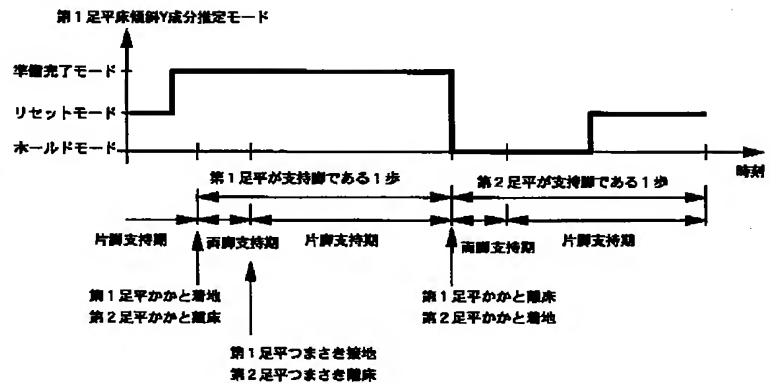 第1足平床傾斜Y成分推定モード
準備完了モード
リセットモード
ホールドモード
時刻
第1足平が支持脚である1歩
第2足平が支持脚である1歩
片脚支持期
両脚支持期
片脚支持期
両脚支持期
片脚支持期
第1足平かかと着地
第2足平かかと離床
第1足平かかと離床
第2足平かかと着地
第1足平つまさき接地
第2足平つまさき離床